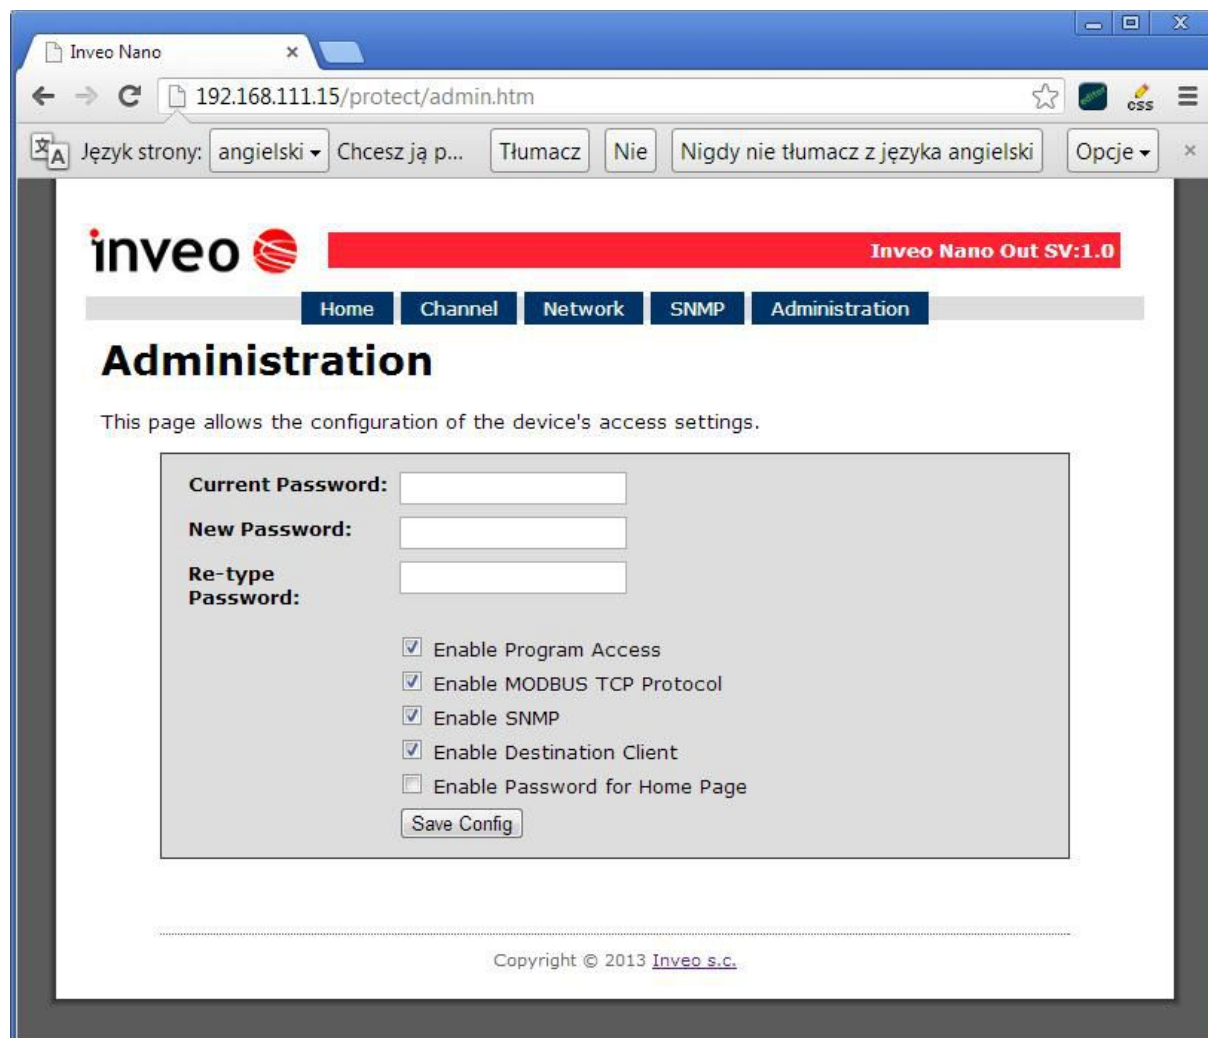 Inveo Nano
192.168.111.15/protect/admin.htm
editor
css
Język strony: angielski Chcesz ją p... Tłumacz Nie Nigdy nie tłumacz z języka angielski Opcje
inveo
Inveo Nano Out SV:1.0
Home Channel Network SNMP Administration
Administration
This page allows the configuration of the device's access settings.
Current Password:
New Password:
Re-type
Password:
Enable Program Access
Enable MODBUS TCP Protocol
Enable SNMP
Enable Destination Client
Enable Password for Home Page
Save Config
Copyright © 2013 Inveo s.c.